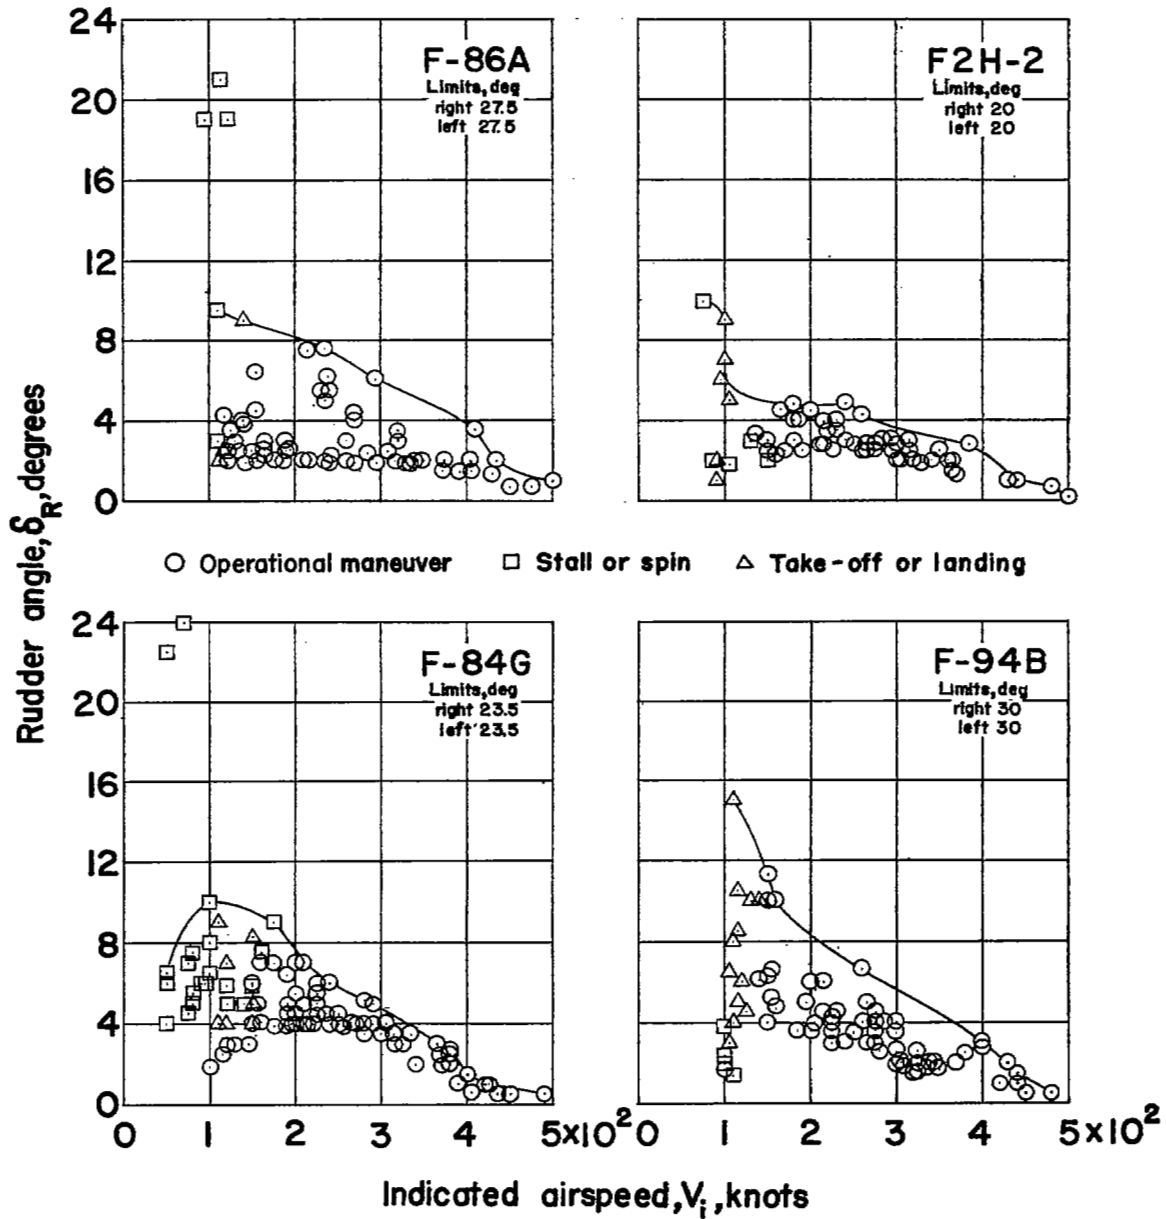 24
20
16
12
8
4
0
F-86A
Limits,deg
right 27.5
left 27.5
F2H-2
Limits,deg
right 20
left 20
Rudder angle,δR,degrees
Operational maneuver
Stall or spin
Take-off or landing
24
20
16
12
8
4
0
F-84G
Limits,deg
right 23.5
left 23.5
F-94B
Limits,deg
right 30
left 30
0 1 2 3 4 5x10²
0 1 2 3 4 5x10²
Indicated airspeed,Vi,knots